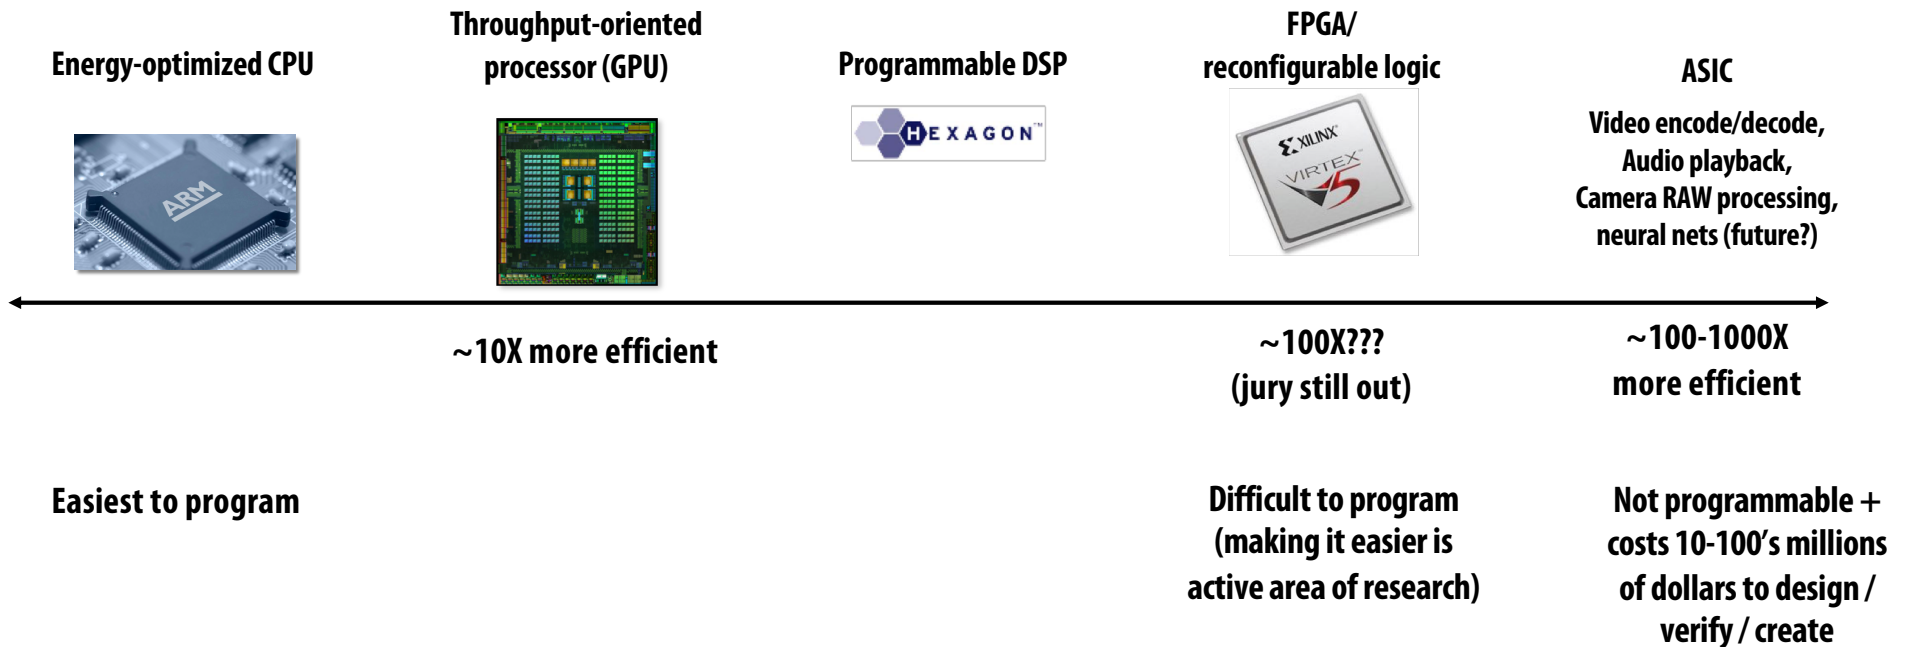 Energy-optimized CPU
Throughput-oriented
processor (GPU)
Programmable DSP
FPGA/
reconfigurable logic
ASIC
Video encode/decode,
Audio playback,
Camera RAW processing,
neural nets (future?)
ARM
HEXAGON™
XILINX®
VIRTEX™
5
~10X more efficient
~100X???
(jury still out)
~100-1000X
more efficient
Easiest to program
Difficult to program
(making it easier is
active area of research)
Not programmable +
costs 10-100's millions
of dollars to design /
verify / create